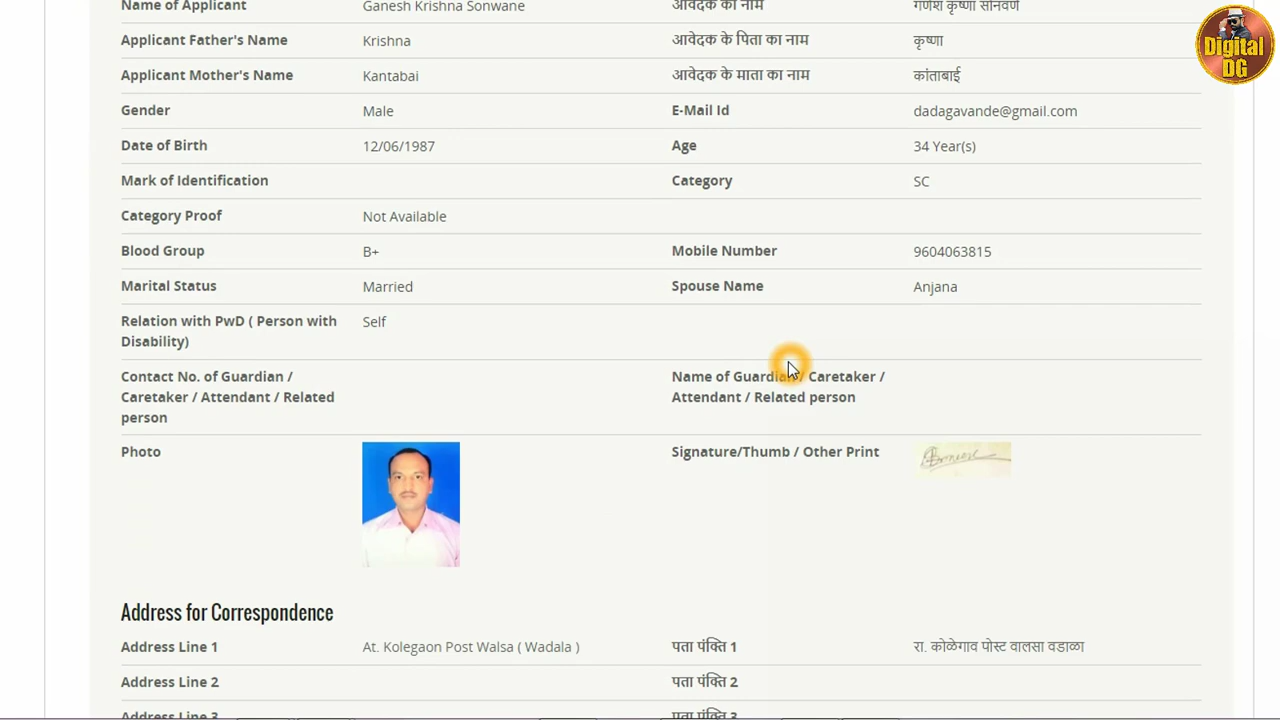 Name of Applicant Ganesh Krishna Sonwane आवेदक का नाम गणेश कृष्णा सोनवणे
Applicant Father's Name Krishna आवेदक के पिता का नाम कृष्णा
Applicant Mother's Name Kantabai आवेदक के माता का नाम कांताबाई
Gender Male E-Mail Id dadagavande@gmail.com
Date of Birth 12/06/1987 Age 34 Year(s)
Mark of Identification Category SC
Category Proof Not Available
Blood Group B+ Mobile Number 9604063815
Marital Status Married Spouse Name Anjana
Relation with PwD ( Person with Self
Disability)
Contact No. of Guardian / Name of Guardian / Caretaker /
Caretaker / Attendant / Related Attendant / Related person
person
Photo Signature/Thumb / Other Print
Address for Correspondence
Address Line 1 At. Kolegaon Post Walsa ( Wadala ) पता पंक्ति 1 रा. कोळेगाव पोस्ट वालसा वडाळा
Address Line 2 पता पंक्ति 2
Address Line 3 पता पंक्ति 3
Digital
DG